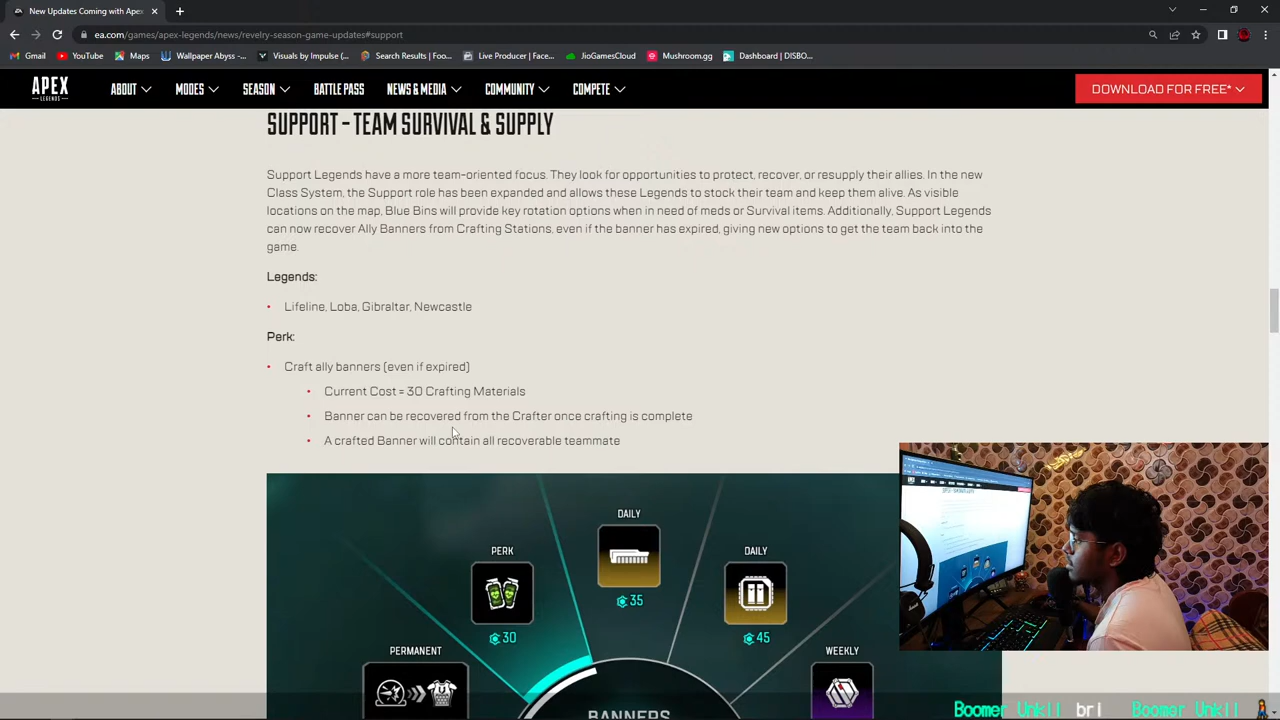 New Updates Coming with Apex
ea.com/games/apex-legends/news/revelry-season-game-updates#support
Gmail
YouTube
Maps
Wallpaper Abyss -...
Visuals by Impulse (...
Search Results | Foo...
Live Producer | Face...
JioGamesCloud
Mushroom.gg
Dashboard | DISBO...
APEX
LEGENDS
ABOUT
MODES
SEASON
BATTLE PASS
NEWS & MEDIA
COMMUNITY
COMPETE
DOWNLOAD FOR FREE*
SUPPORT – TEAM SURVIVAL & SUPPLY
Support Legends have a more team-oriented focus. They look for opportunities to protect, recover, or resupply their allies. In the new
Class System, the Support role has been expanded and allows these Legends to stock their team and keep them alive. As visible
locations on the map, Blue Bins will provide key rotation options when in need of meds or Survival items. Additionally, Support Legends
can now recover Ally Banners from Crafting Stations, even if the banner has expired, giving new options to get the team back into the
game.
Legends:
• Lifeline, Loba, Gibraltar, Newcastle
Perk:
• Craft ally banners (even if expired)
• Current Cost = 30 Crafting Materials
• Banner can be recovered from the Crafter once crafting is complete
• A crafted Banner will contain all recoverable teammate
DAILY
35
PERK
30
DAILY
45
PERMANENT
WEEKLY
BANNERS
Boomer Unkii bri Boomer Unkii